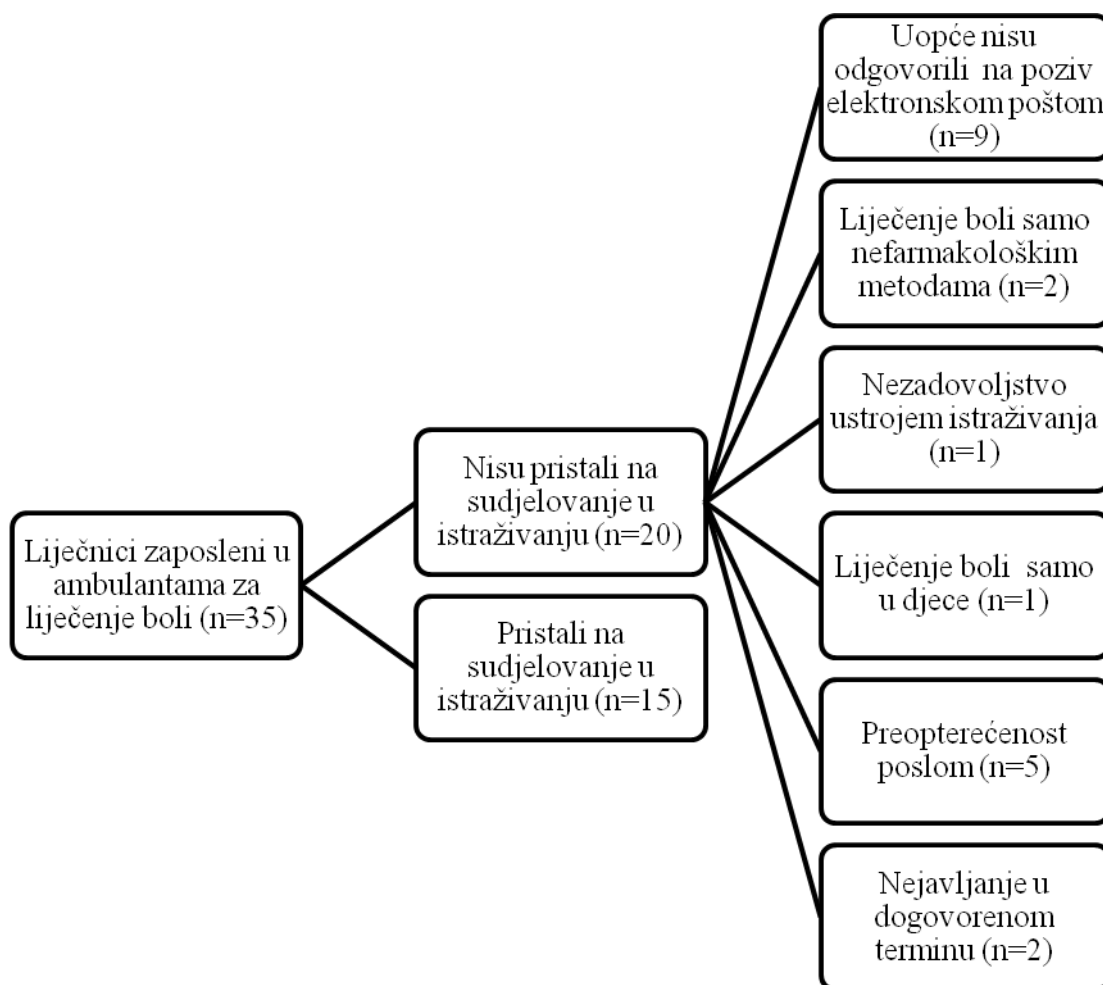 Liječnici zaposleni u
ambulantama za
liječenje boli (n=35)
Nisu pristali na
sudjelovanje u
istraživanju (n=20)
Pristali na
sudjelovanje u
istraživanju (n=15)
Uopće nisu
odgovorili na poziv
elektronskom poštom
(n=9)
Liječenje boli samo
nefarmakološkim
metodama (n=2)
Nezadovoljstvo
ustrojem istraživanja
(n=1)
Liječenje boli samo
u djece (n=1)
Preopterećenost
poslom (n=5)
Nejavljanje u
dogovorenom
terminu (n=2)